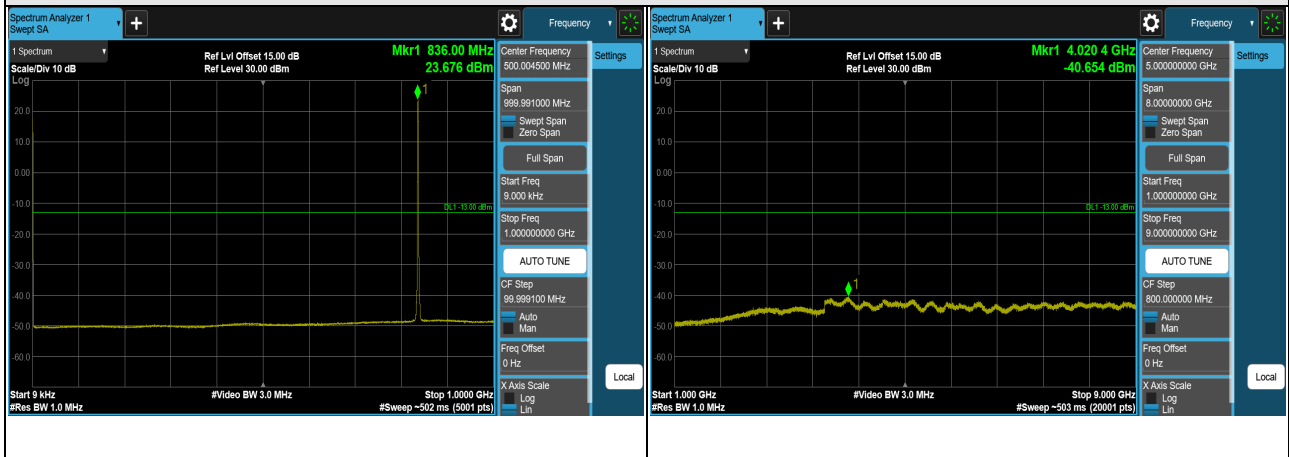 Spectrum Analyzer 1
Swept SA
Frequency
1 Spectrum
Scale/Div 10 dB
Log
Ref Lvl Offset 15.00 dB
Ref Level 30.00 dBm
Mkr1 836.00 MHz
23.676 dBm
1
20.0
10.0
0.00
-10.0
-20.0
-30.0
-40.0
-50.0
-60.0
DL1 -13.00 dBm
Start 9 kHz
#Res BW 1.0 MHz
#Video BW 3.0 MHz
Stop 1.0000 GHz
#Sweep ~502 ms (5001 pts)
Center Frequency
500.004500 MHz
Settings
Span
999.991000 MHz
Swept Span
Zero Span
Full Span
Start Freq
9.000 kHz
Stop Freq
1.000000000 GHz
AUTO TUNE
CF Step
99.999100 MHz
Auto
Man
Freq Offset
0 Hz
Local
X Axis Scale
Log
Lin
Spectrum Analyzer 1
Swept SA
Frequency
1 Spectrum
Scale/Div 10 dB
Log
Ref Lvl Offset 15.00 dB
Ref Level 30.00 dBm
Mkr1 4.020 4 GHz
-40.654 dBm
1
20.0
10.0
0.00
-10.0
-20.0
-30.0
-40.0
-50.0
-60.0
DL1 -13.00 dBm
Start 1.000 GHz
#Res BW 1.0 MHz
#Video BW 3.0 MHz
Stop 9.000 GHz
#Sweep ~503 ms (20001 pts)
Center Frequency
5.000000000 GHz
Settings
Span
8.00000000 GHz
Swept Span
Zero Span
Full Span
Start Freq
1.000000000 GHz
Stop Freq
9.000000000 GHz
AUTO TUNE
CF Step
800.000000 MHz
Auto
Man
Freq Offset
0 Hz
Local
X Axis Scale
Log
Lin